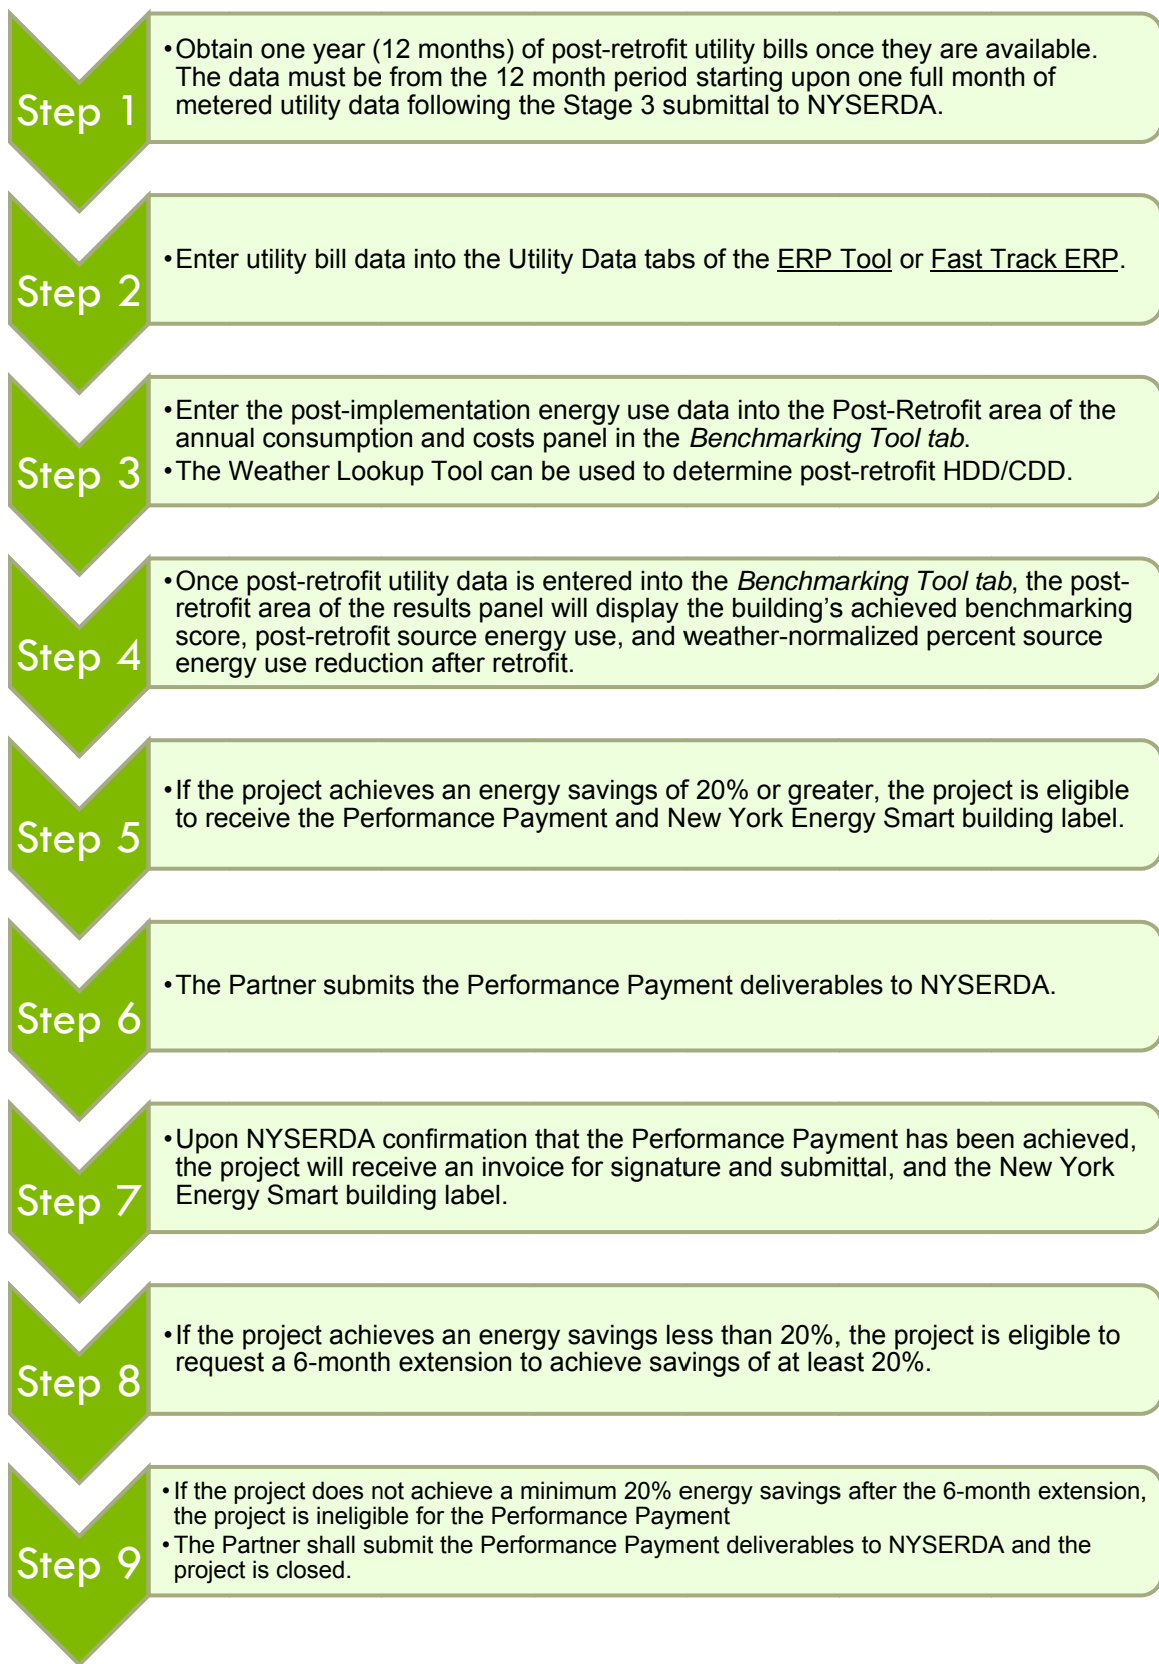 Step 1
•Obtain one year (12 months) of post-retrofit utility bills once they are available.
The data must be from the 12 month period starting upon one full month of
metered utility data following the Stage 3 submittal to NYSERDA.
Step 2
•Enter utility bill data into the Utility Data tabs of the ERP Tool or Fast Track ERP.
Step 3
•Enter the post-implementation energy use data into the Post-Retrofit area of the
annual consumption and costs panel in the Benchmarking Tool tab.
•The Weather Lookup Tool can be used to determine post-retrofit HDD/CDD.
Step 4
•Once post-retrofit utility data is entered into the Benchmarking Tool tab, the post-
retrofit area of the results panel will display the building’s achieved benchmarking
score, post-retrofit source energy use, and weather-normalized percent source
energy use reduction after retrofit.
Step 5
•If the project achieves an energy savings of 20% or greater, the project is eligible
to receive the Performance Payment and New York Energy Smart building label.
Step 6
•The Partner submits the Performance Payment deliverables to NYSERDA.
Step 7
•Upon NYSERDA confirmation that the Performance Payment has been achieved,
the project will receive an invoice for signature and submittal, and the New York
Energy Smart building label.
Step 8
•If the project achieves an energy savings less than 20%, the project is eligible to
request a 6-month extension to achieve savings of at least 20%.
Step 9
•If the project does not achieve a minimum 20% energy savings after the 6-month extension,
the project is ineligible for the Performance Payment
•The Partner shall submit the Performance Payment deliverables to NYSERDA and the
project is closed.